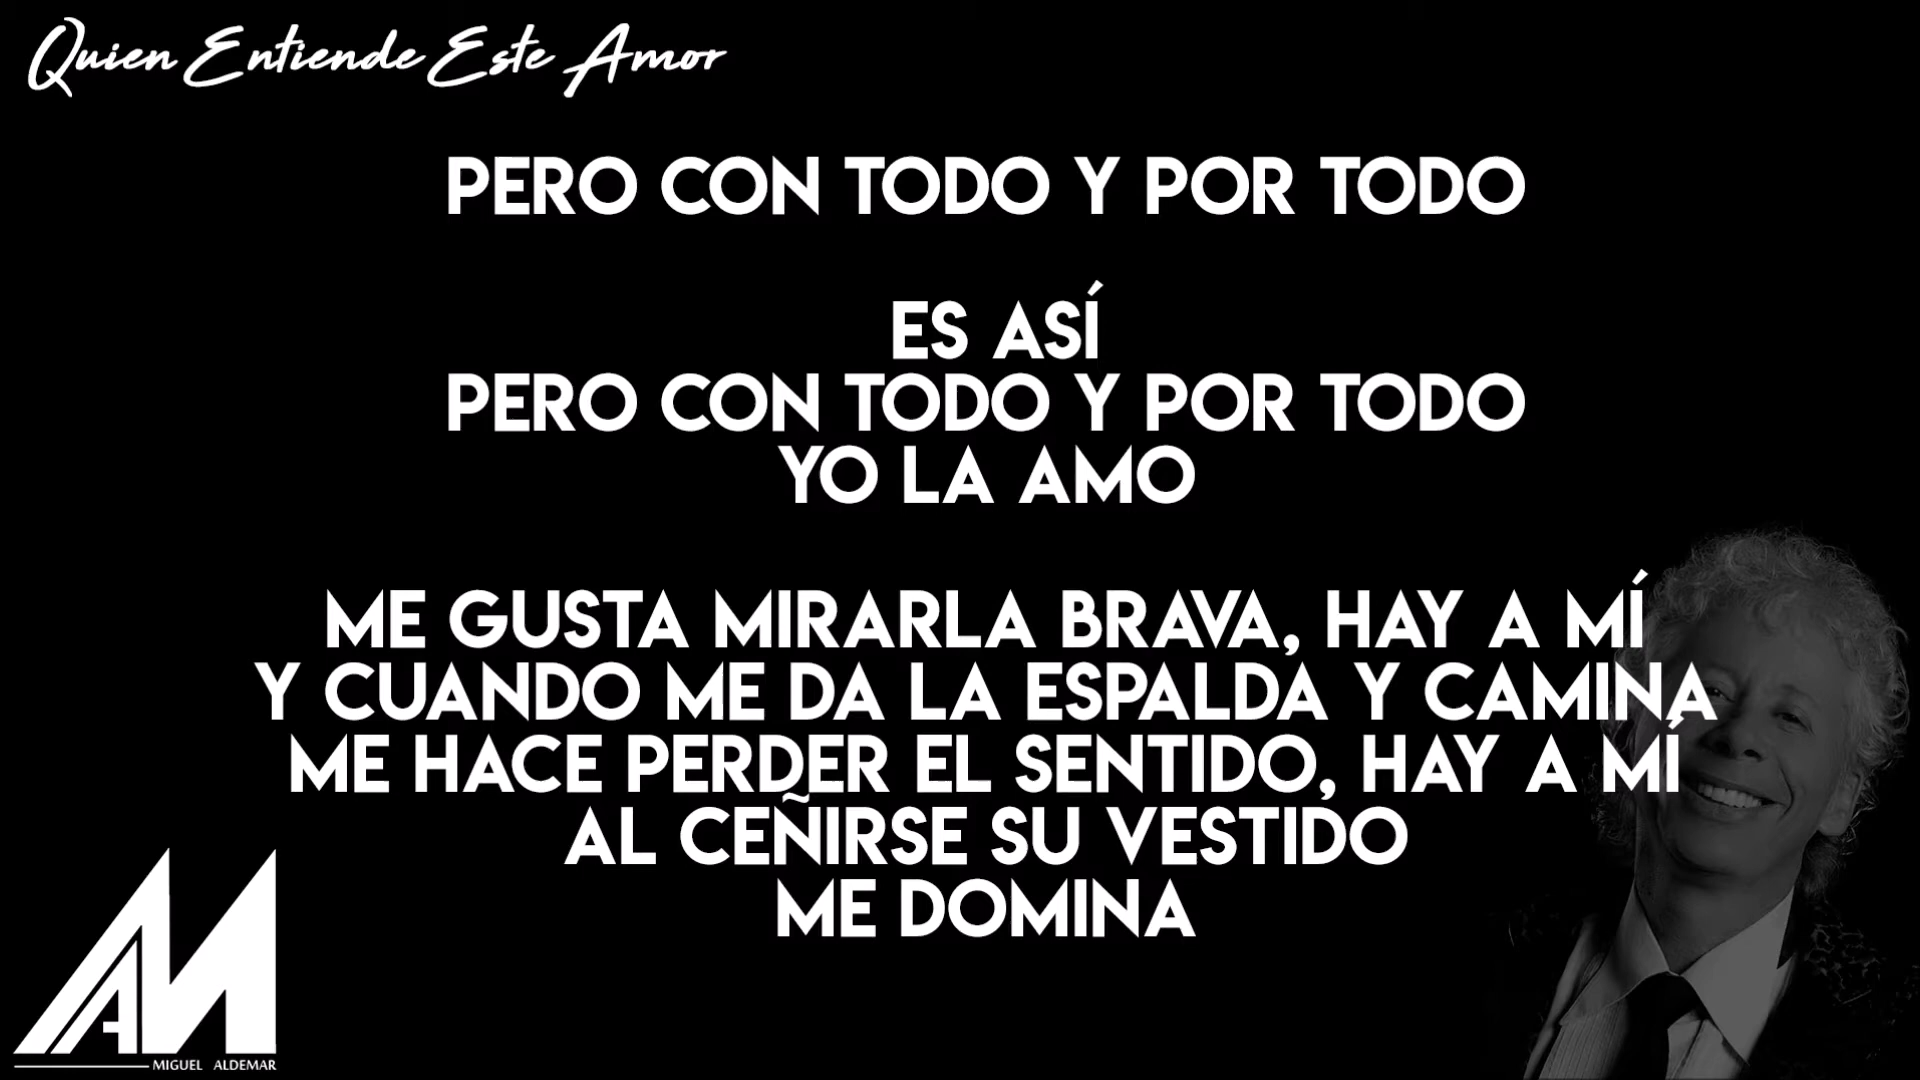 Quien Entiende Este Amor
PERO CON TODO Y POR TODO
ES ASÍ
PERO CON TODO Y POR TODO
YO LA AMO
ME GUSTA MIRARLA BRAVA, HAY A MÍ
Y CUANDO ME DA LA ESPALDA Y CAMINA
ME HACE PERDER EL SENTIDO, HAY A MÍ
AL CEÑIRSE SU VESTIDO
ME DOMINA
AM
MIGUEL ALDEMAR